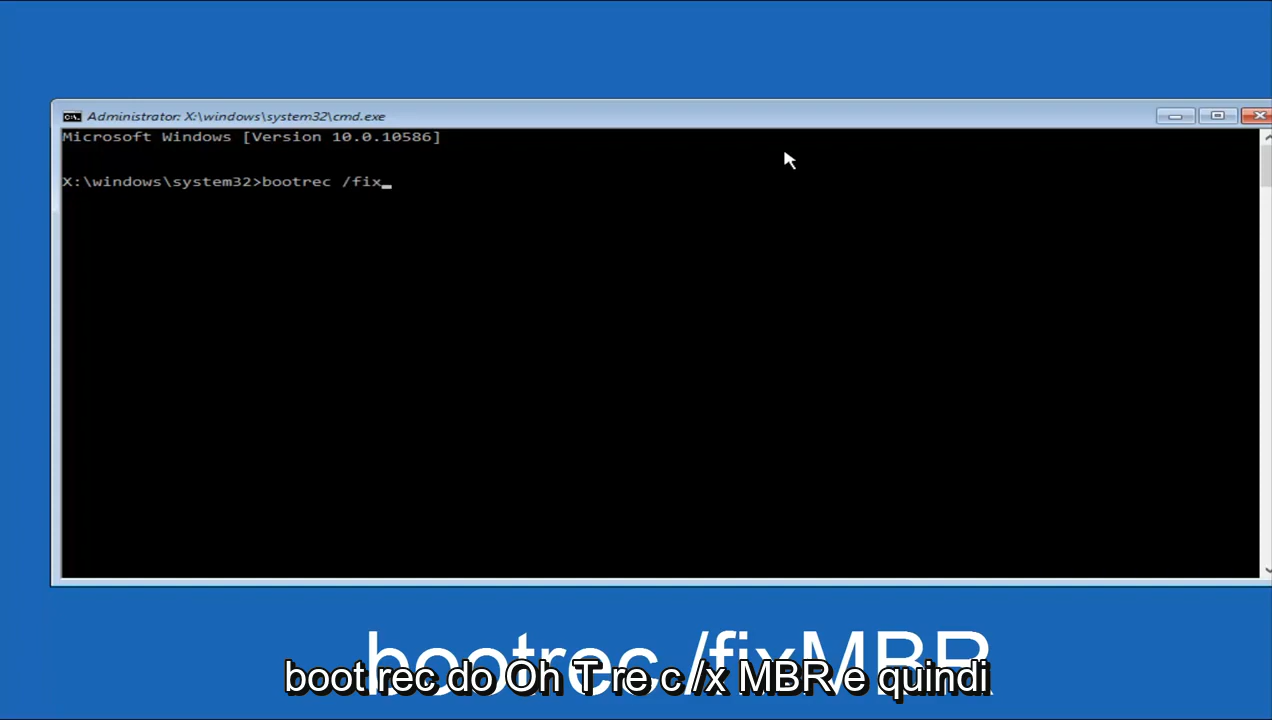 Administrator: X:\windows\system32\cmd.exe
Microsoft Windows [Version 10.0.10586]
X:\windows\system32>bootrec /fix_
bootrec /fixMBR
boot rec do Oh T re c /x MBR e quindi